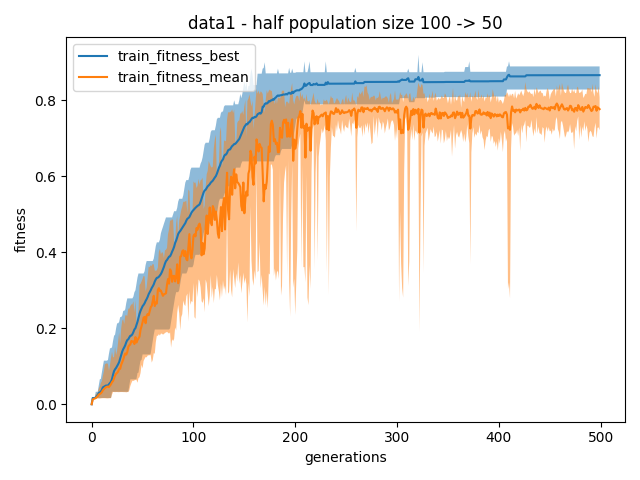 data1 - half population size 100 -> 50
train_fitness_best
train_fitness_mean
fitness
0.8
0.6
0.4
0.2
0.0
0 100 200 300 400 500
generations